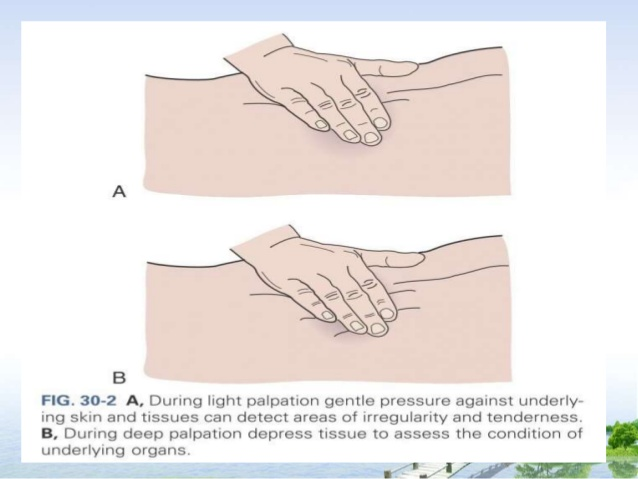 A
B
FIG. 30-2 A, During light palpation gentle pressure against underly-
ing skin and tissues can detect areas of irregularity and tenderness.
B, During deep palpation depress tissue to assess the condition of
underlying organs.